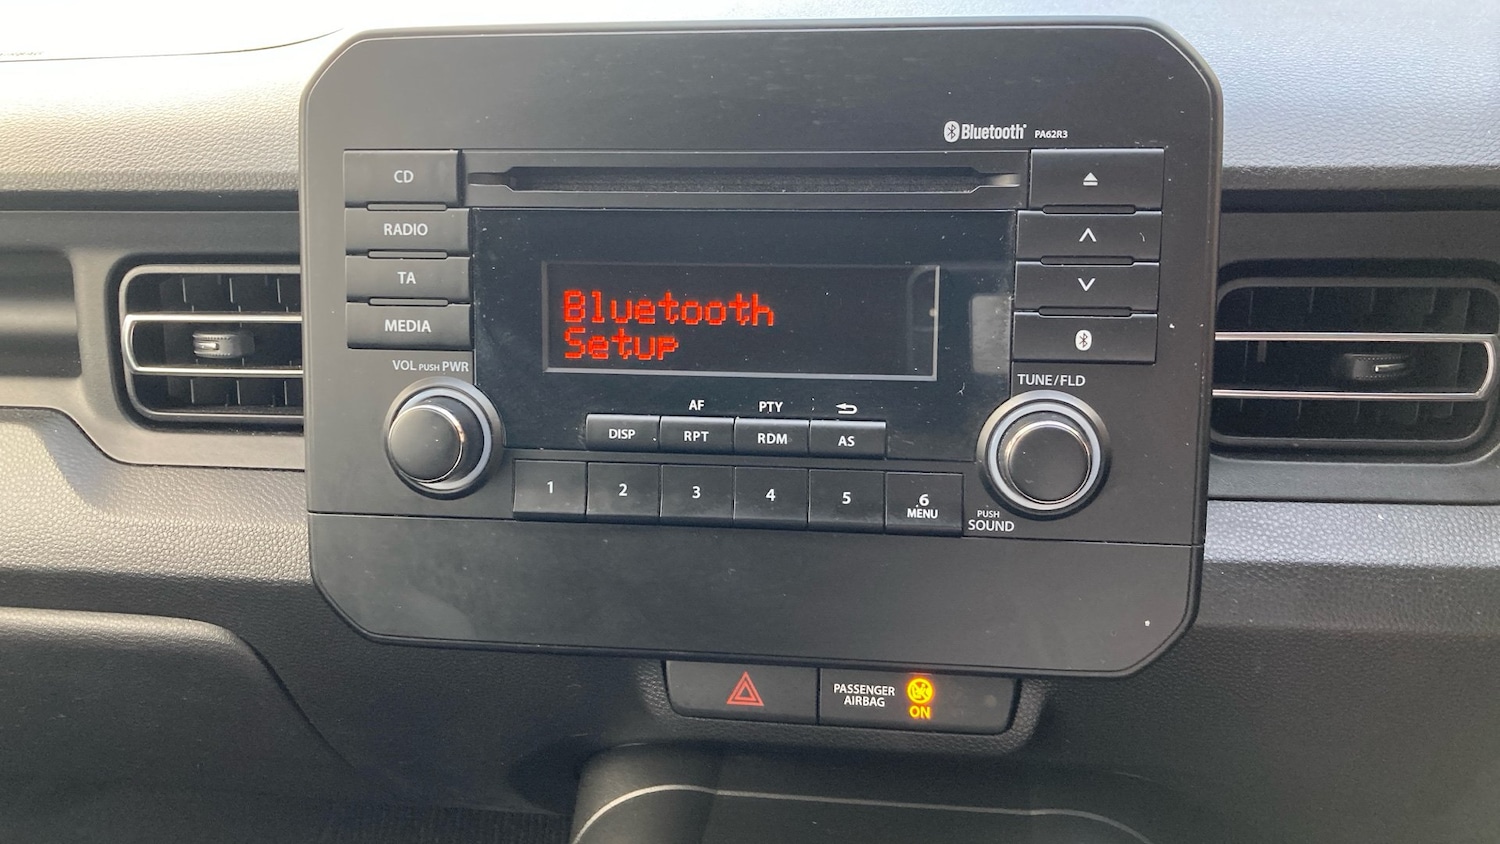 Bluetooth PA62R3
CD
RADIO
TA
MEDIA
VOL PUSH PWR
Bluetooth
Setup
TUNE/FLD
AF PTY
DISP RPT RDM AS
1 2 3 4 5 6
MENU
PUSH
SOUND
PASSENGER
AIRBAG
ON